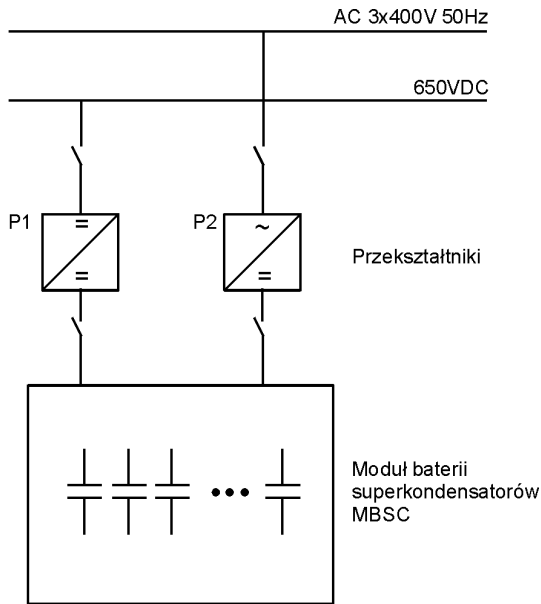 AC 3x400V 50Hz
650VDC
P1
=
=
P2
~
=
Przekształtniki
Moduł baterii
superkondensatorów
MBSC